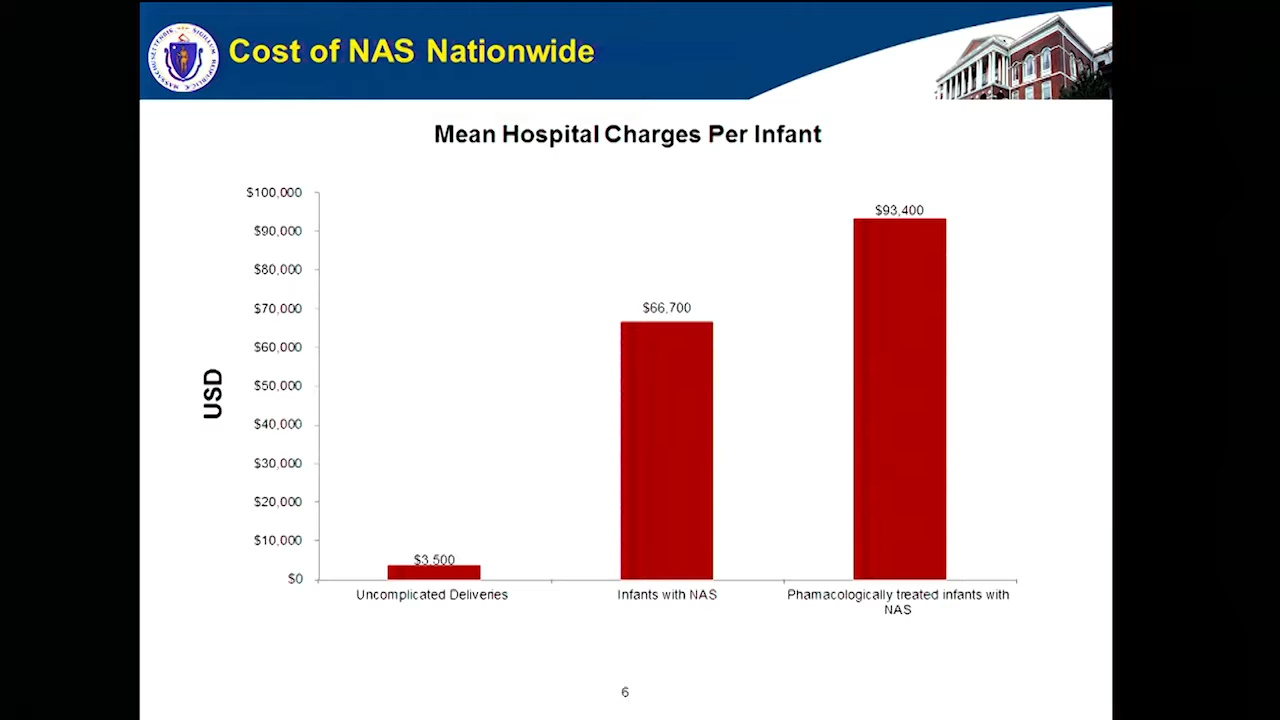 Cost of NAS Nationwide
Mean Hospital Charges Per Infant
$100,000
$90,000
$80,000
$70,000
$60,000
$50,000
$40,000
$30,000
$20,000
$10,000
$0
USD
$3,500
$66,700
$93,400
Uncomplicated Deliveries
Infants with NAS
Phamacologically treated infants with
NAS
6